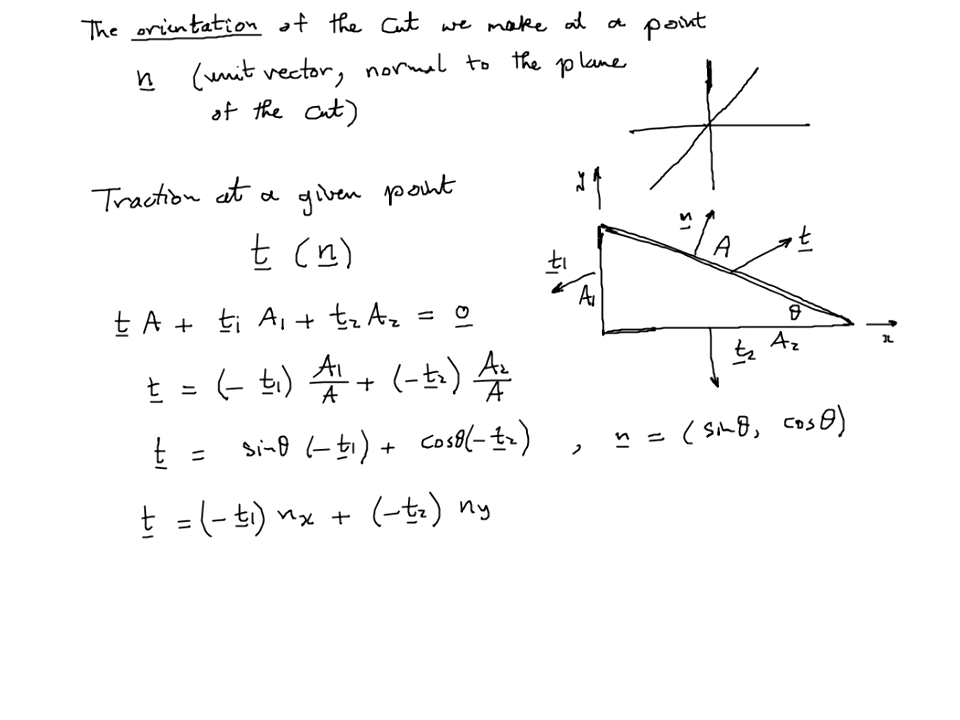 The orientation of the cut we make at a point
n (unit vector, normal to the plane
of the cut)
Traction at a given point
t (n)
t A + t1 A1 + t2 A2 = 0
t = (- t1) A1/A + (-t2) A2/A
t = sinθ (-t1) + cosθ(-t2) , n = (sinθ, cosθ)
t = (-t1) nx + (-t2) ny
y
n
A
t
t1
A1
θ
x
t2
A2